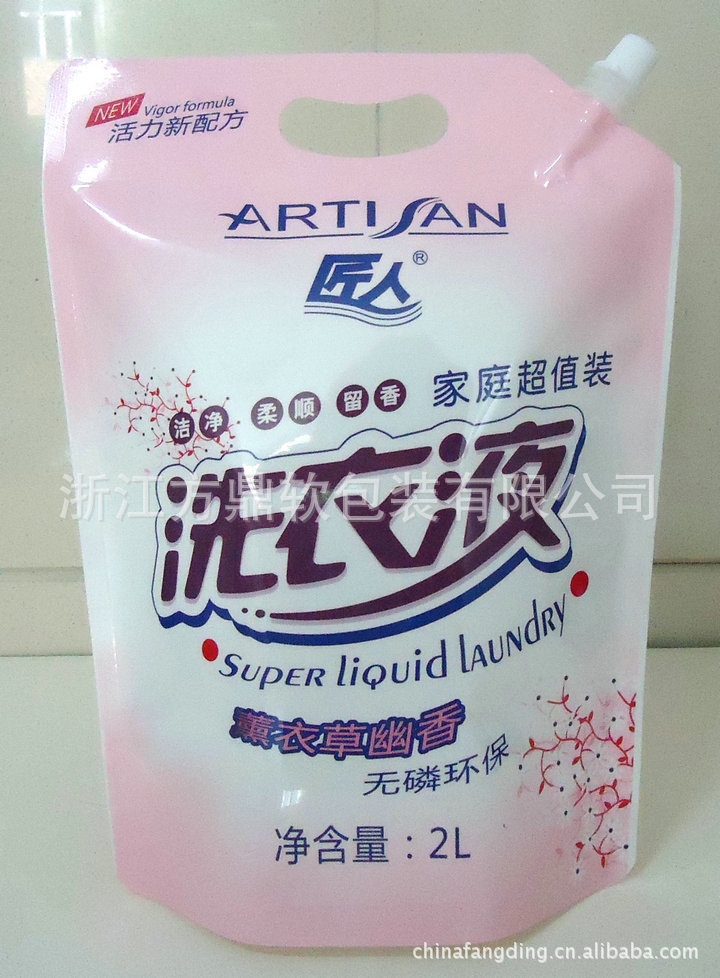 NEW Vigor formula
活力新配方
ARTISAN
匠人®
洁净 柔顺 留香 家庭超值装
洗衣液
浙江万鼎软包装有限公司
SUPER liquid LAUNDRY
薰衣草幽香
无磷环保
净含量：2L
chinafangding.cn.alibaba.com